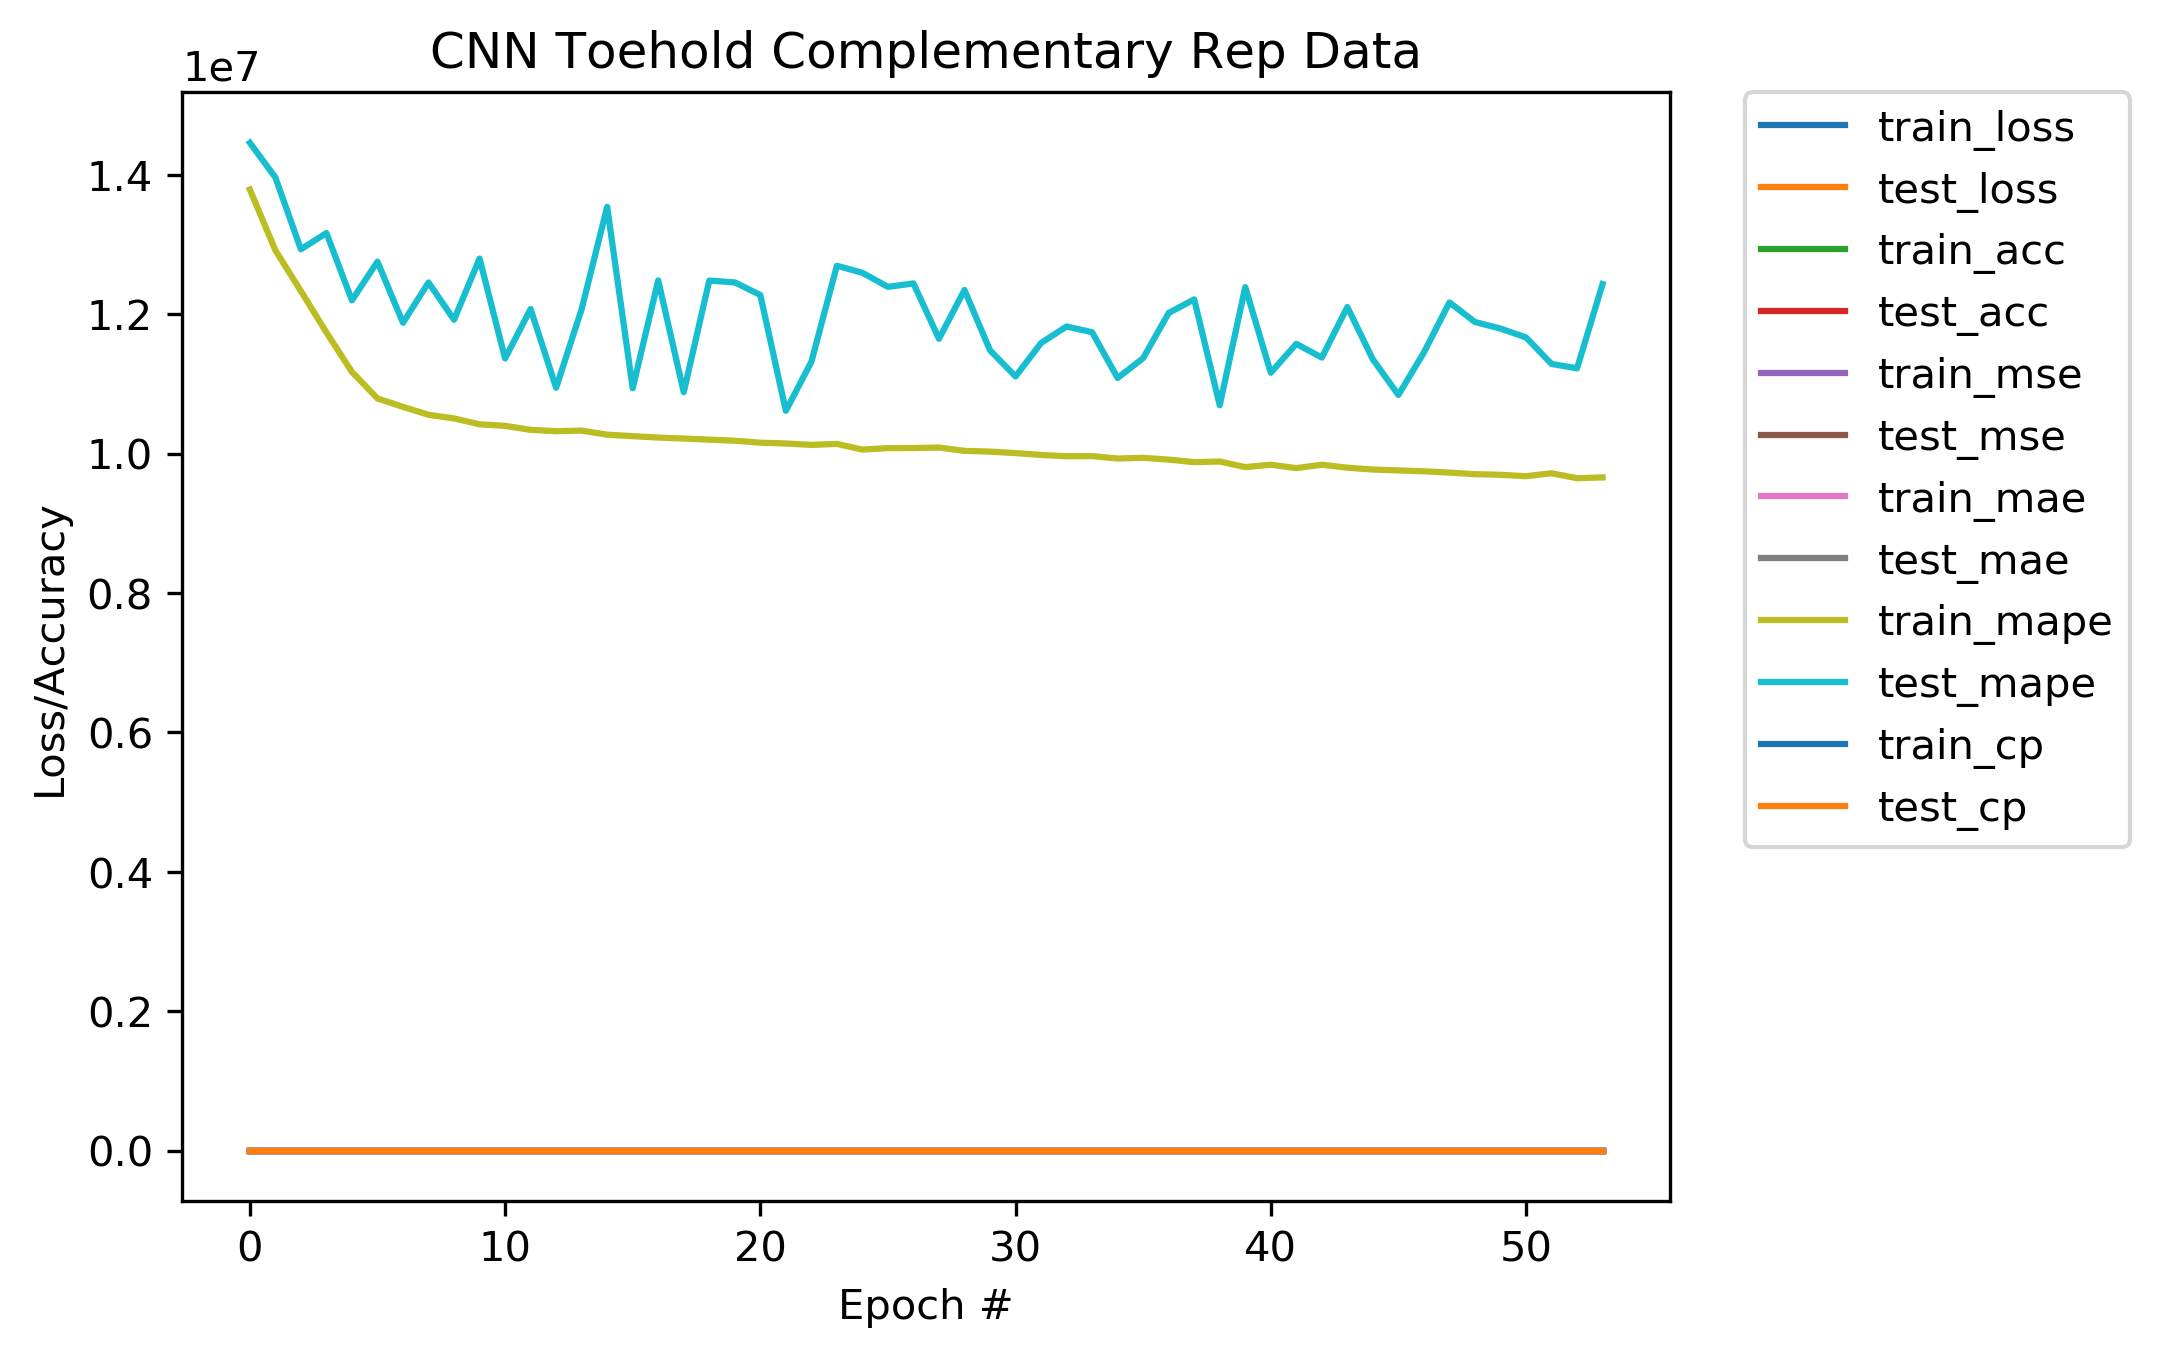 CNN Toehold Complementary Rep Data
1e7
1.4
1.2
1.0
0.8
0.6
0.4
0.2
0.0
Loss/Accuracy
0 10 20 30 40 50
Epoch #
train_loss
test_loss
train_acc
test_acc
train_mse
test_mse
train_mae
test_mae
train_mape
test_mape
train_cp
test_cp